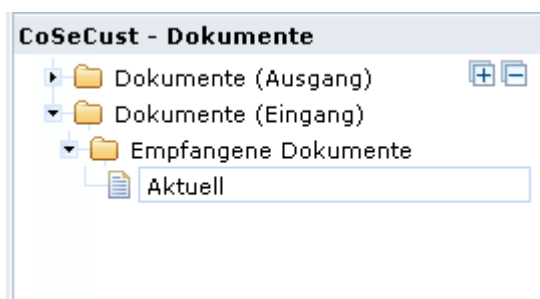 CoSeCust - Dokumente
Dokumente (Ausgang)
Dokumente (Eingang)
Empfangene Dokumente
Aktuell